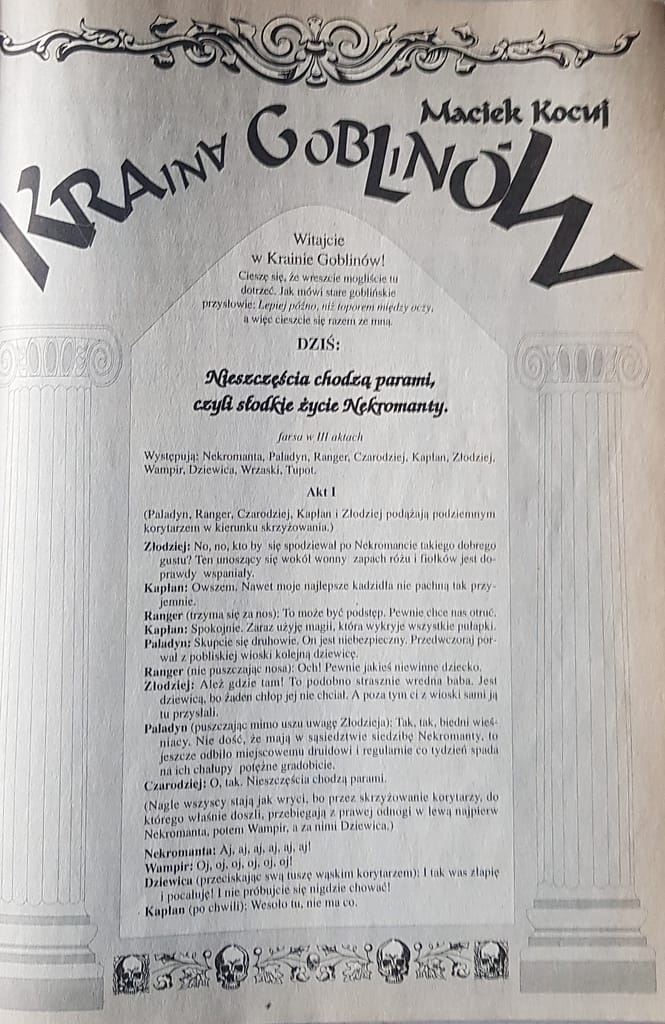 Maciek Kocuj
KRAINA GOBLINÓW
Witajcie
w Krainie Goblinów!
Cieszę się, że wreszcie mogliście tu
dotrzeć. Jak mówi stare goblińskie
przysłowie: Lepiej późno, niż toporem między oczy,
a więc cieszcie się razem ze mną.
DZIŚ:
Nieszczęścia chodzą parami,
czyli słodkie życie Nekromanty.
farsa w III aktach
Występują: Nekromanta, Paladyn, Ranger, Czarodziej, Kapłan, Złodziej,
Wampir, Dziewica, Wrzaski, Tupot.
Akt I
(Paladyn, Ranger, Czarodziej, Kapłan i Złodziej podążają podziemnym
korytarzem w kierunku skrzyżowania.)
Złodziej: No, no, kto by się spodziewał po Nekromancie takiego dobrego
gustu? Ten unoszący się wokół wonny zapach różu i fiołków jest do-
prawdy wspaniały.
Kapłan: Owszem. Nawet moje najlepsze kadzidła nie pachną tak przy-
jemnie.
Ranger (trzyma się za nos): To może być podstęp. Pewnie chce nas otruć.
Kapłan: Spokojnie. Zaraz użyję magii, która wykryje wszystkie pułapki.
Paladyn: Skupcie się druhowie. On jest niebezpieczny. Przedwczoraj por-
wał z pobliskiej wioski kolejną dziewicę.
Ranger (nie puszczając nosa): Och! Pewnie jakieś niewinne dziecko.
Złodziej: Ależ gdzie tam! To podobno strasznie wredna baba. Jest
dziewicą, bo żaden chłop jej nie chciał. A poza tym ci z wioski sami ją
tu przysłali.
Paladyn (puszczając mimo uszu uwagę Złodzieja): Tak, tak, biedni wieś-
niacy. Nie dość, że mają w sąsiedztwie siedzibę Nekromanty, to
jeszcze odbiło miejscowemu druidowi i regularnie co tydzień spada
na ich chałupy potężne gradobicie.
Czarodziej: O, tak. Nieszczęścia chodzą parami.
(Nagle wszyscy stają jak wryci, bo przez skrzyżowanie korytarzy, do
którego właśnie doszli, przebiegają z prawej odnogi w lewą najpierw
Nekromanta, potem Wampir, a za nimi Dziewica.)
Nekromanta: Aj, aj, aj, aj, aj, aj!
Wampir: Oj, oj, oj, oj, oj, oj!
Dziewica (przeciskając swą tuszę wąskim korytarzem): I tak was złapię
i pocałuję! I nie próbujcie się nigdzie chować!
Kapłan (po chwili): Wesoło tu, nie ma co.